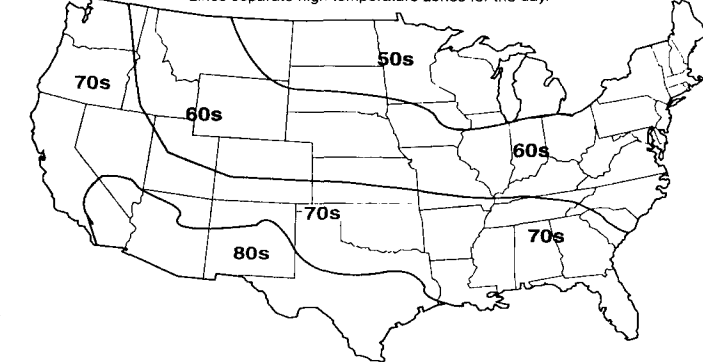 Lines separate high temperature zones for the day.
50s
70s
60s
60s
70s
70s
80s